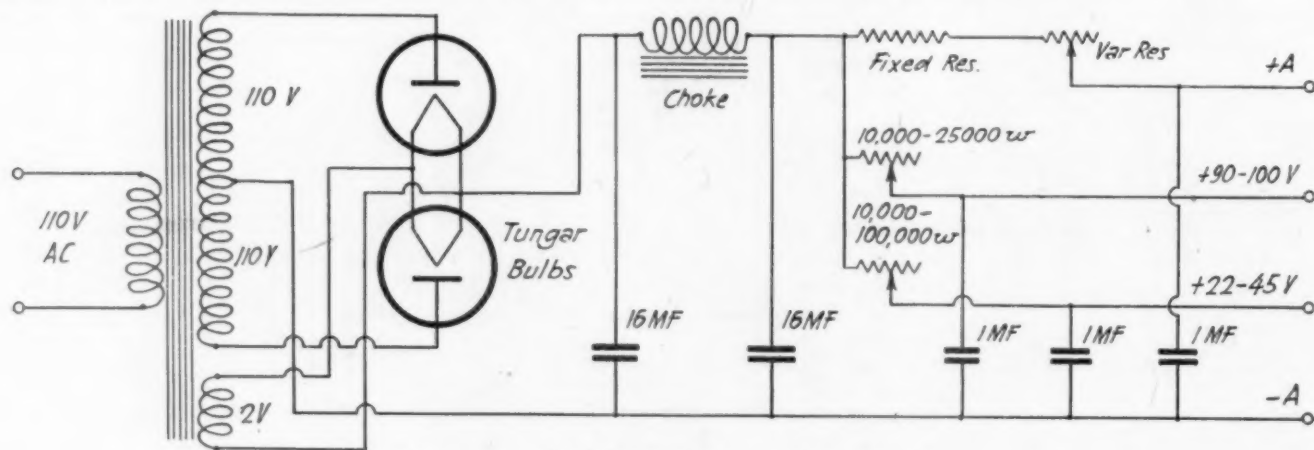 110 V
110V
AC
110V
2V
Tungar
Bulbs
Choke
16MF
16MF
Fixed Res.
Var Res
10,000-25000 w
10,000-
100,000 w
1MF
1MF
1MF
+A
+90-100 V
+22-45 V
-A